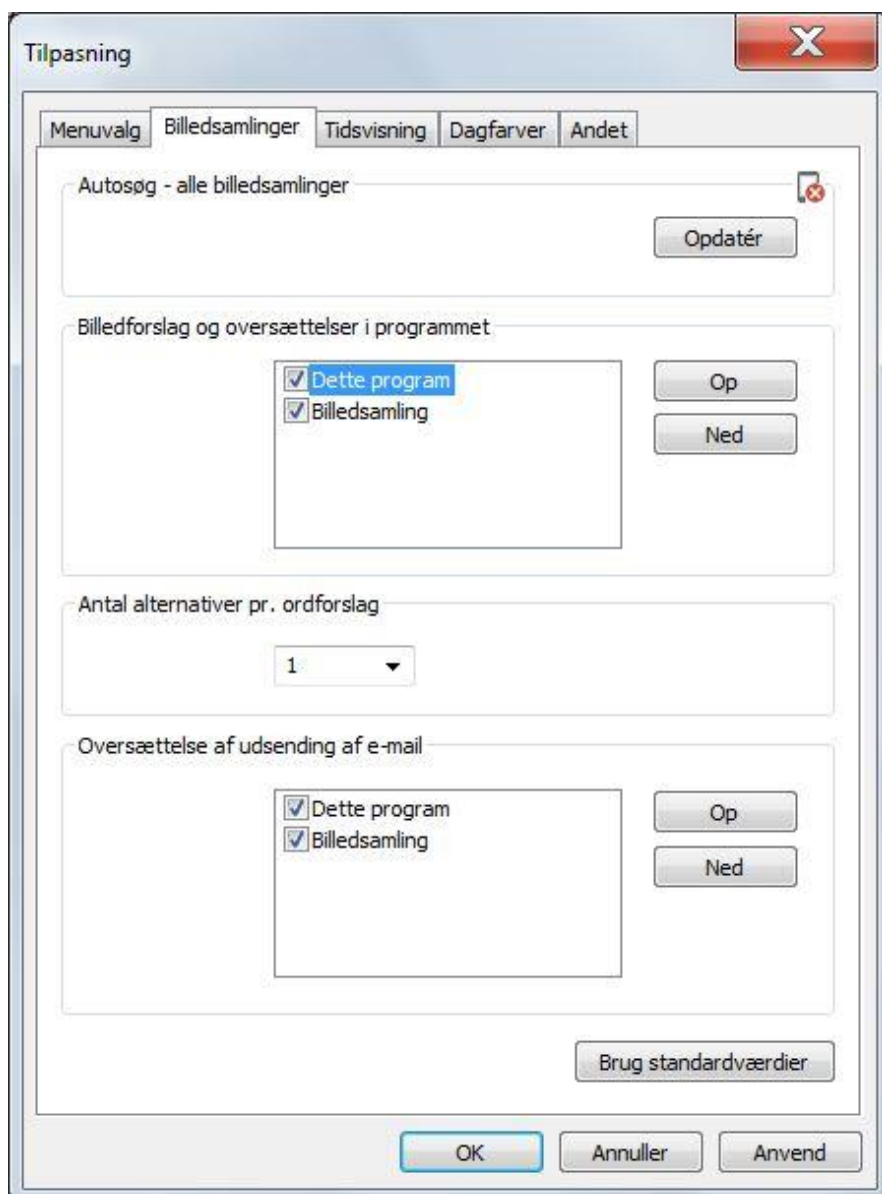 Tilpasning
Menuvalg Billedsamlinger Tidsvisning Dagfarver Andet
Autosøg - alle billedsamlinger
Opdatér
Billedforslag og oversættelser i programmet
Dette program
Billedsamling
Op
Ned
Antal alternativer pr. ordforslag
1
Oversættelse af udsending af e-mail
Dette program
Billedsamling
Op
Ned
Brug standardværdier
OK Annuller Anvend